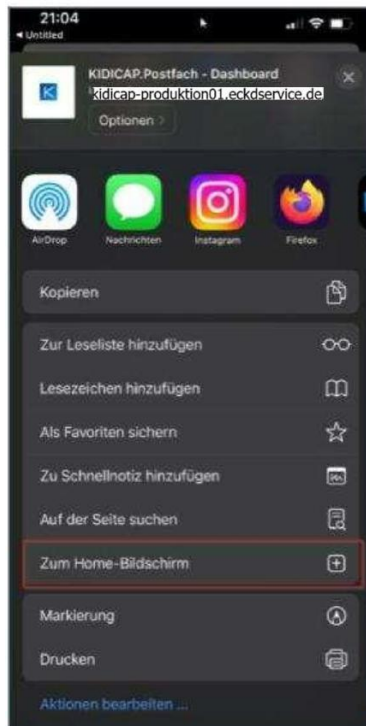 21:04
◂ Untitled
KIDICAP.Postfach - Dashboard
kidicap-produktion01.eckdservice.de
Optionen >
AirDrop
Nachrichten
Instagram
Firefox
Kopieren
Zur Leseliste hinzufügen
Lesezeichen hinzufügen
Als Favoriten sichern
Zu Schnellnotiz hinzufügen
Auf der Seite suchen
Zum Home-Bildschirm
Markierung
Drucken
Aktionen bearbeiten ...